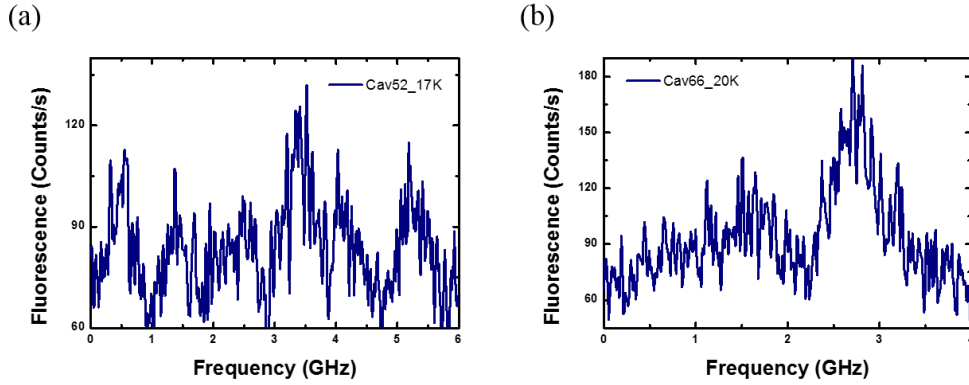 (a)
(b)
Cav52_17K
Fluorescence (Counts/s)
120
90
60
0 1 2 3 4 5 6
Frequency (GHz)
Cav66_20K
Fluorescence (Counts/s)
180
150
120
90
60
0 1 2 3 4
Frequency (GHz)